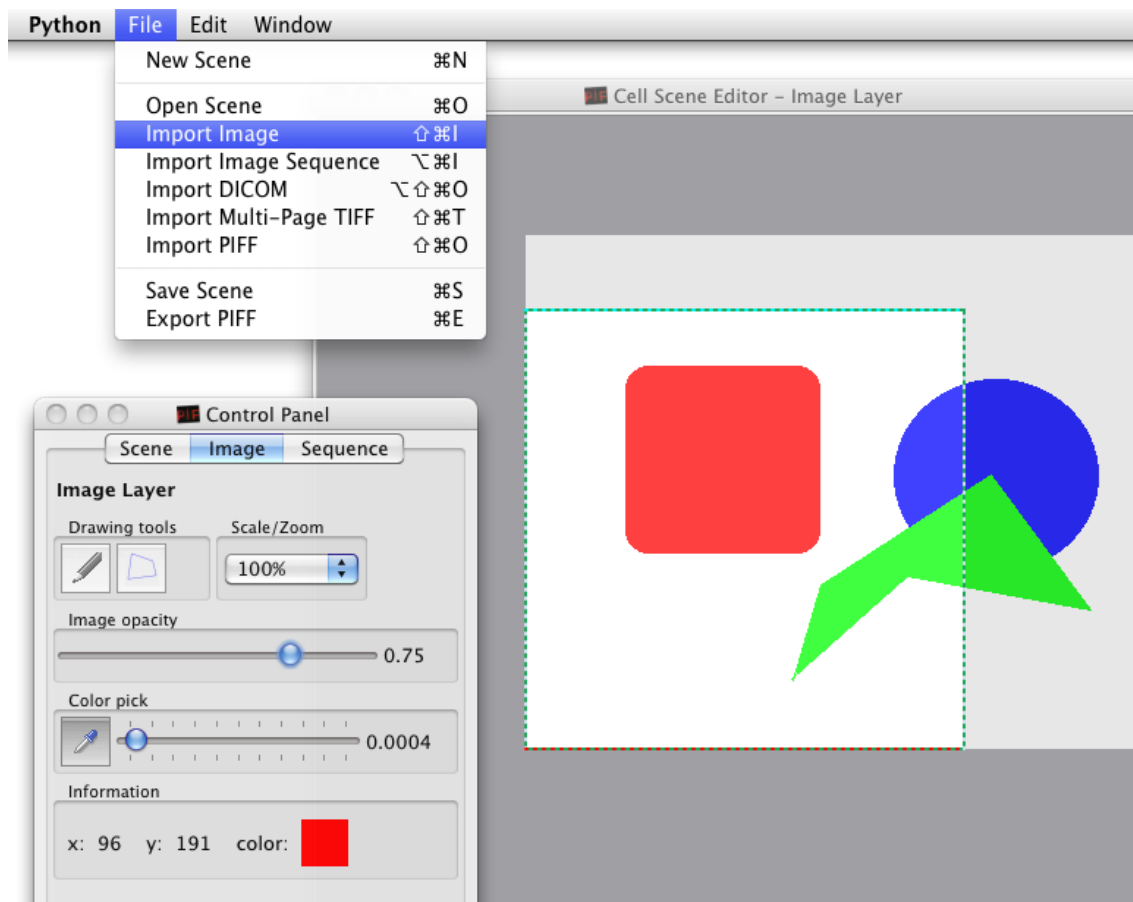 Python File Edit Window
New Scene ⌘N
Open Scene ⌘O
Import Image ⇧⌘I
Import Image Sequence ⌥⌘I
Import DICOM ⌥⇧⌘O
Import Multi-Page TIFF ⇧⌘T
Import PIFF ⇧⌘O
Save Scene ⌘S
Export PIFF ⌘E
PIF Cell Scene Editor - Image Layer
PIF Control Panel
Scene Image Sequence
Image Layer
Drawing tools Scale/Zoom
100%
Image opacity
0.75
Color pick
0.0004
Information
x: 96 y: 191 color: